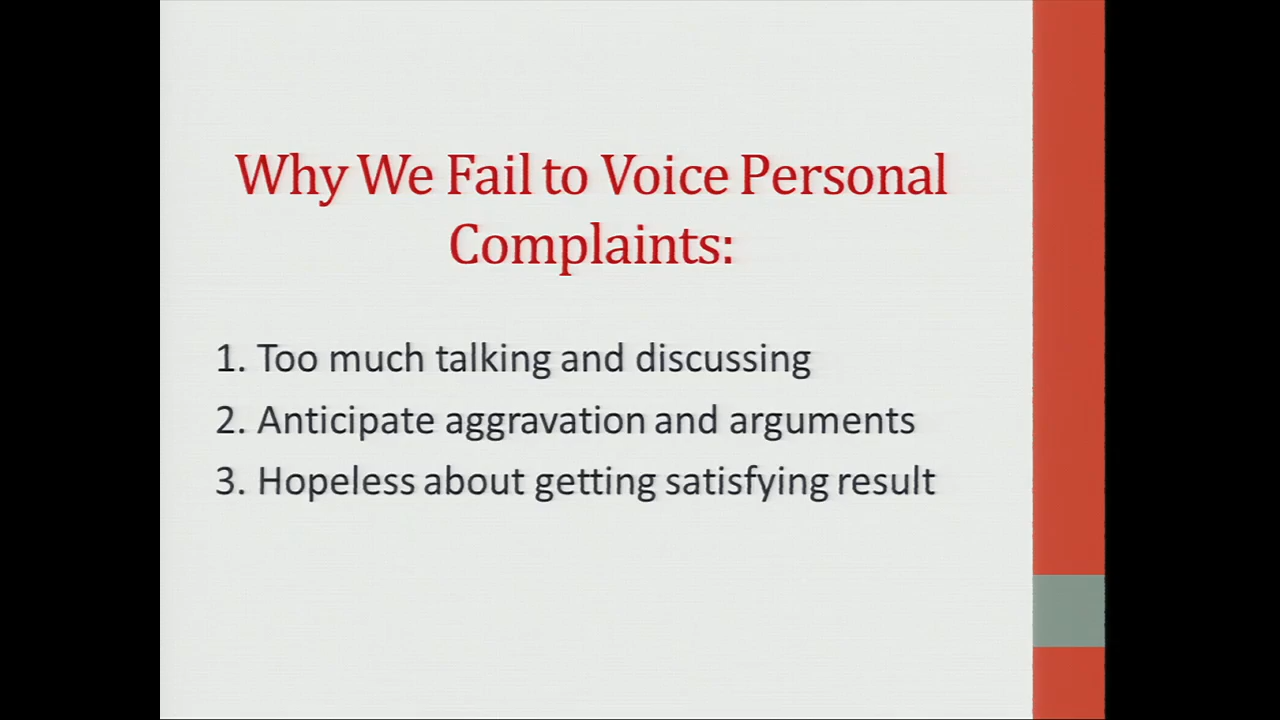 Why We Fail to Voice Personal
Complaints:
1. Too much talking and discussing
2. Anticipate aggravation and arguments
3. Hopeless about getting satisfying result